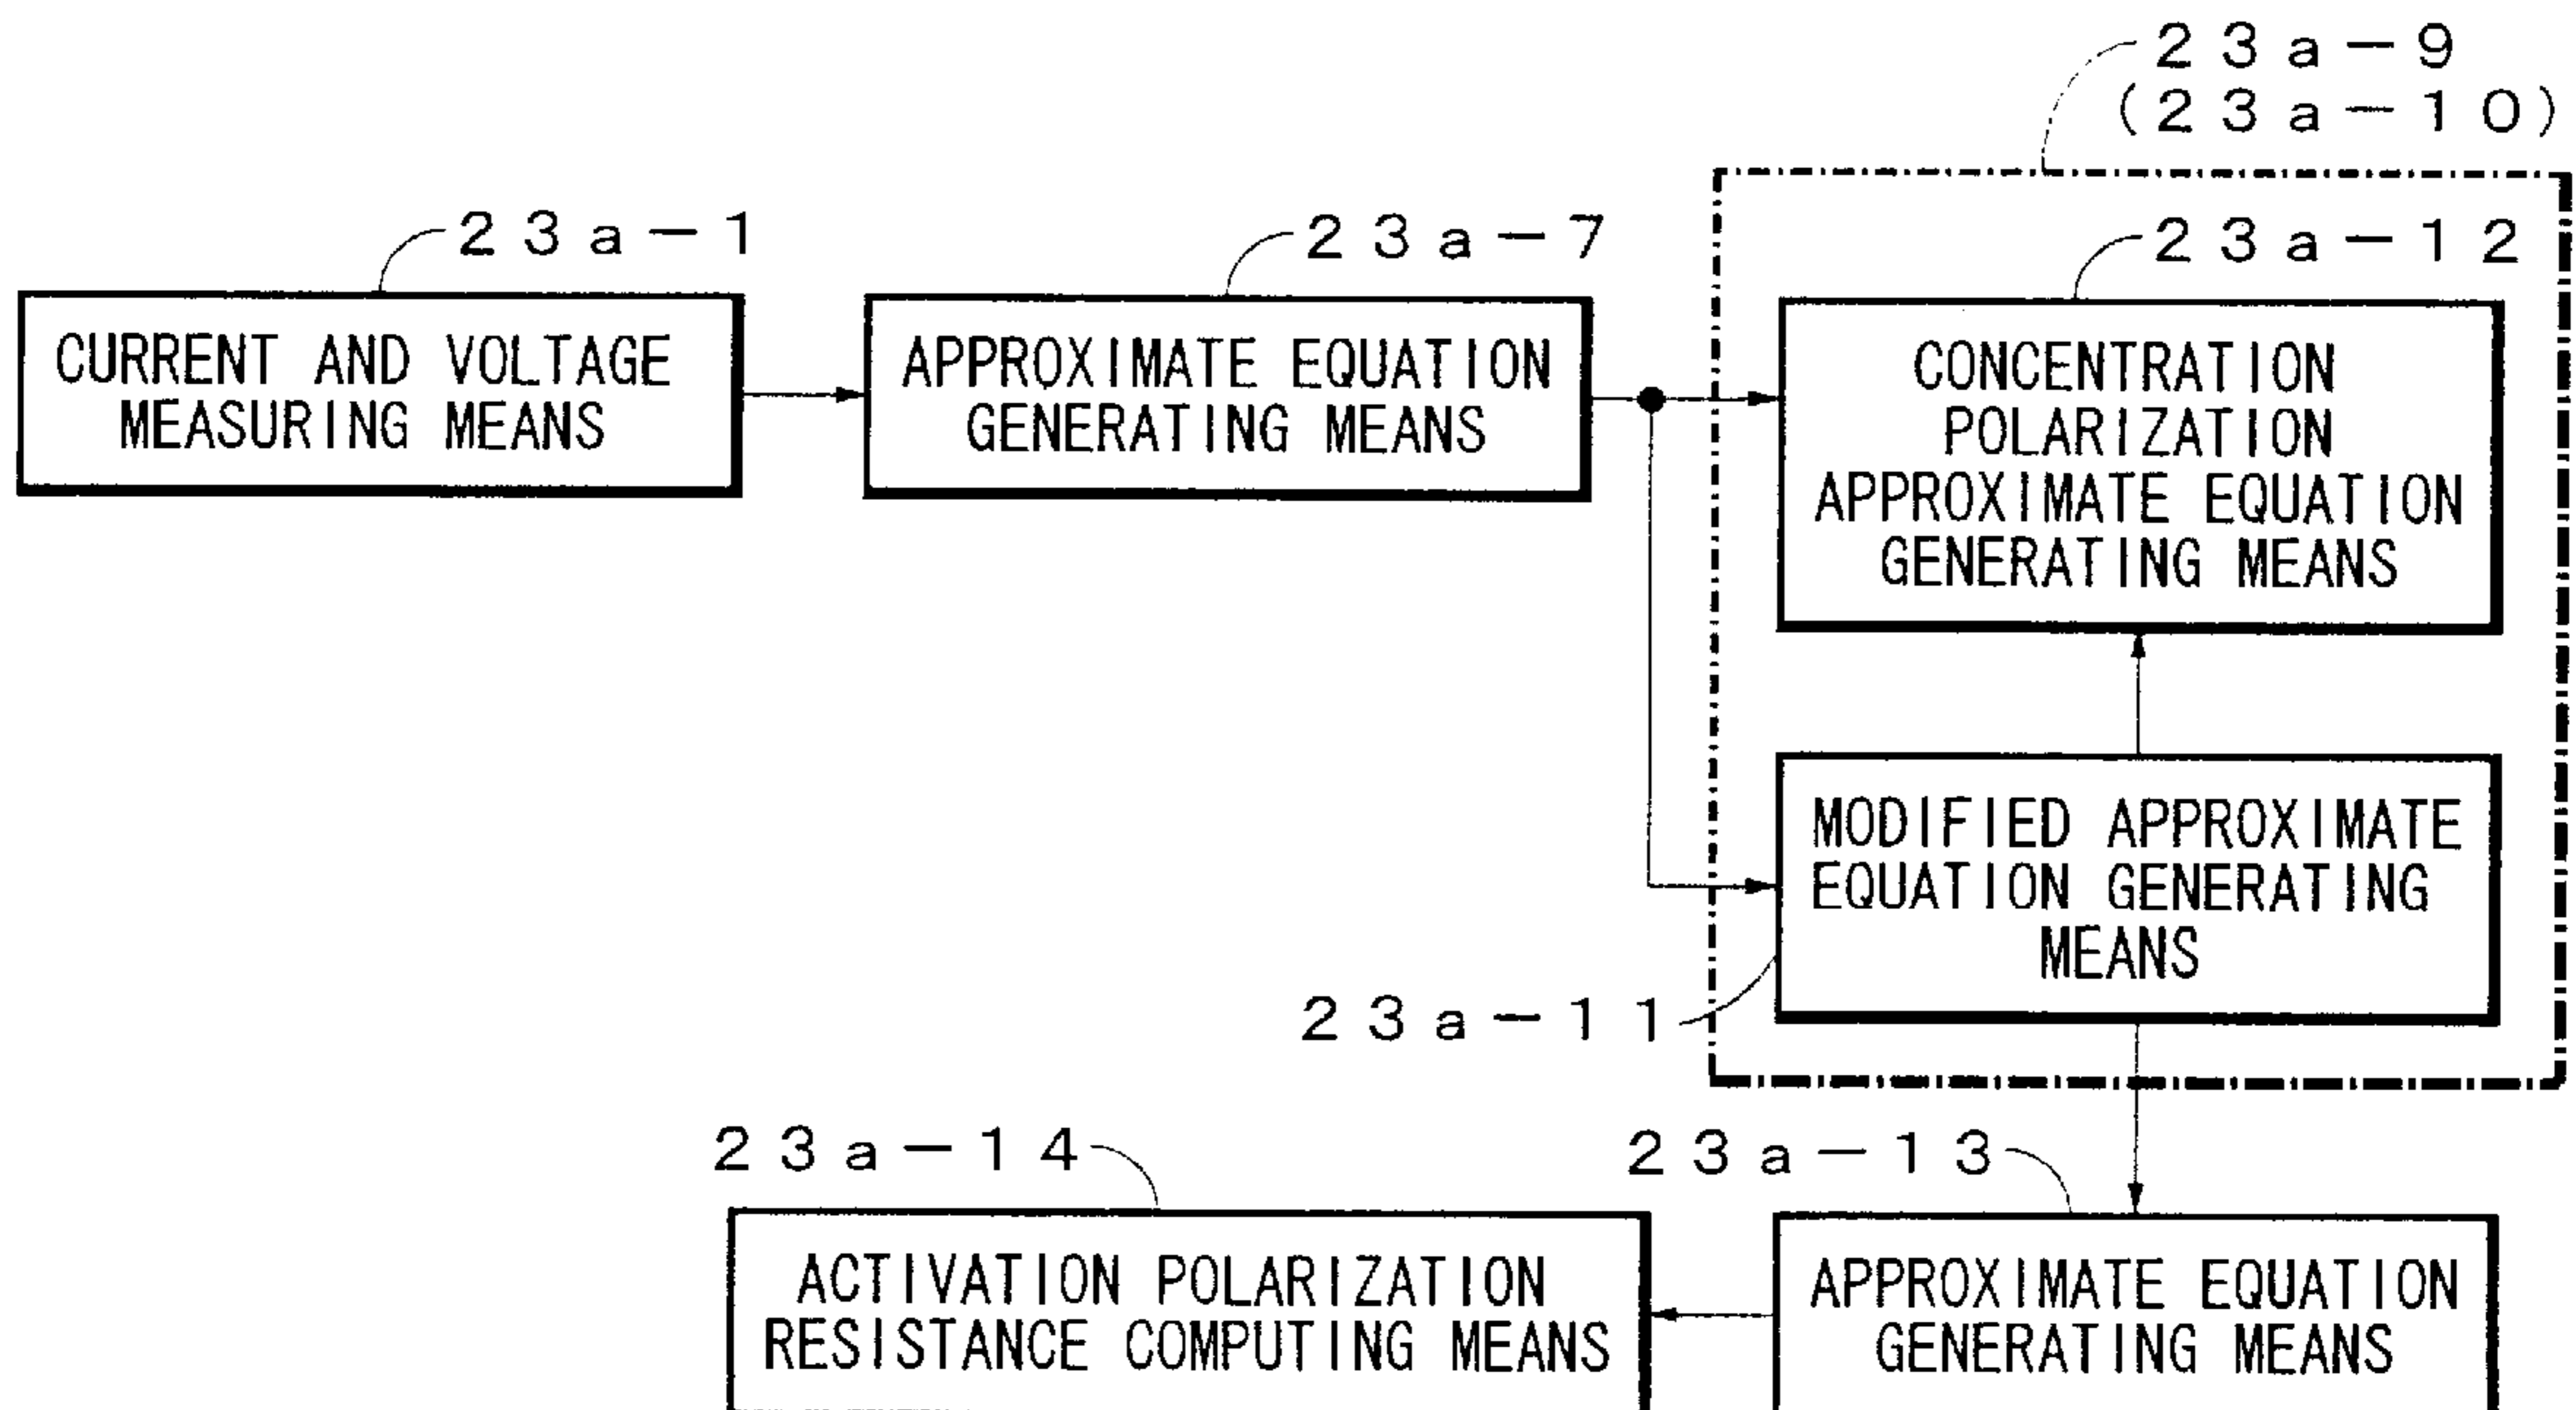 23a-9
(23a-10)
23a-1
23a-7
23a-12
CURRENT AND VOLTAGE
MEASURING MEANS
APPROXIMATE EQUATION
GENERATING MEANS
CONCENTRATION
POLARIZATION
APPROXIMATE EQUATION
GENERATING MEANS
MODIFIED APPROXIMATE
EQUATION GENERATING
MEANS
23a-11
23a-14
23a-13
ACTIVATION POLARIZATION
RESISTANCE COMPUTING MEANS
APPROXIMATE EQUATION
GENERATING MEANS